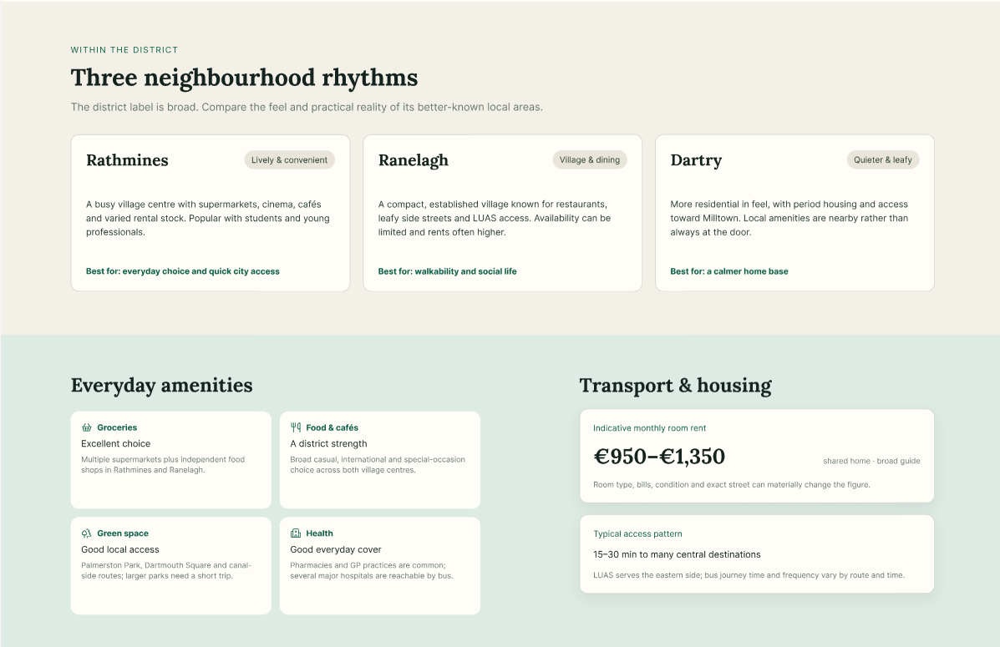 WITHIN THE DISTRICT
Three neighbourhood rhythms
The district label is broad. Compare the feel and practical reality of its better-known local areas.
Rathmines
Lively & convenient
A busy village centre with supermarkets, cinema, cafés
and varied rental stock. Popular with students and young
professionals.
Best for: everyday choice and quick city access
Ranelagh
Village & dining
A compact, established village known for restaurants,
leafy side streets and LUAS access. Availability can be
limited and rents often higher.
Best for: walkability and social life
Dartry
Quieter & leafy
More residential in feel, with period housing and access
toward Milltown. Local amenities are nearby rather than
always at the door.
Best for: a calmer home base
Everyday amenities
Groceries
Excellent choice
Multiple supermarkets plus independent food
shops in Rathmines and Ranelagh.
Food & cafés
A district strength
Broad casual, international and special-occasion
choice across both village centres.
Green space
Good local access
Palmerston Park, Dartmouth Square and canal-
side routes; larger parks need a short trip.
Health
Good everyday cover
Pharmacies and GP practices are common;
several major hospitals are reachable by bus.
Transport & housing
Indicative monthly room rent
€950–€1,350
shared home · broad guide
Room type, bills, condition and exact street can materially change the figure.
Typical access pattern
15–30 min to many central destinations
LUAS serves the eastern side; bus journey time and frequency vary by route and time.